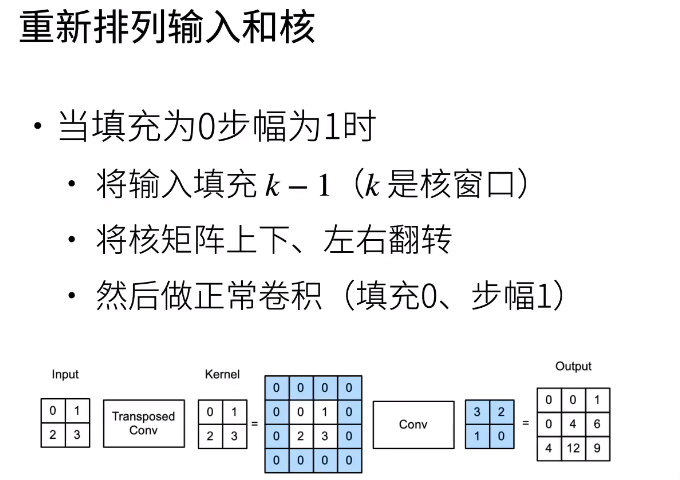 重新排列输入和核
• 当填充为0步幅为1时
• 将输入填充 k − 1（k 是核窗口）
• 将核矩阵上下、左右翻转
• 然后做正常卷积（填充0、步幅1）
Input Kernel Output
0 1 Transposed Conv 0 1 = 0 0 0 0 Conv 3 2 = 0 0 1
2 3 2 3 0 0 1 0 1 0 0 4 6
0 2 3 0 4 12 9
0 0 0 0